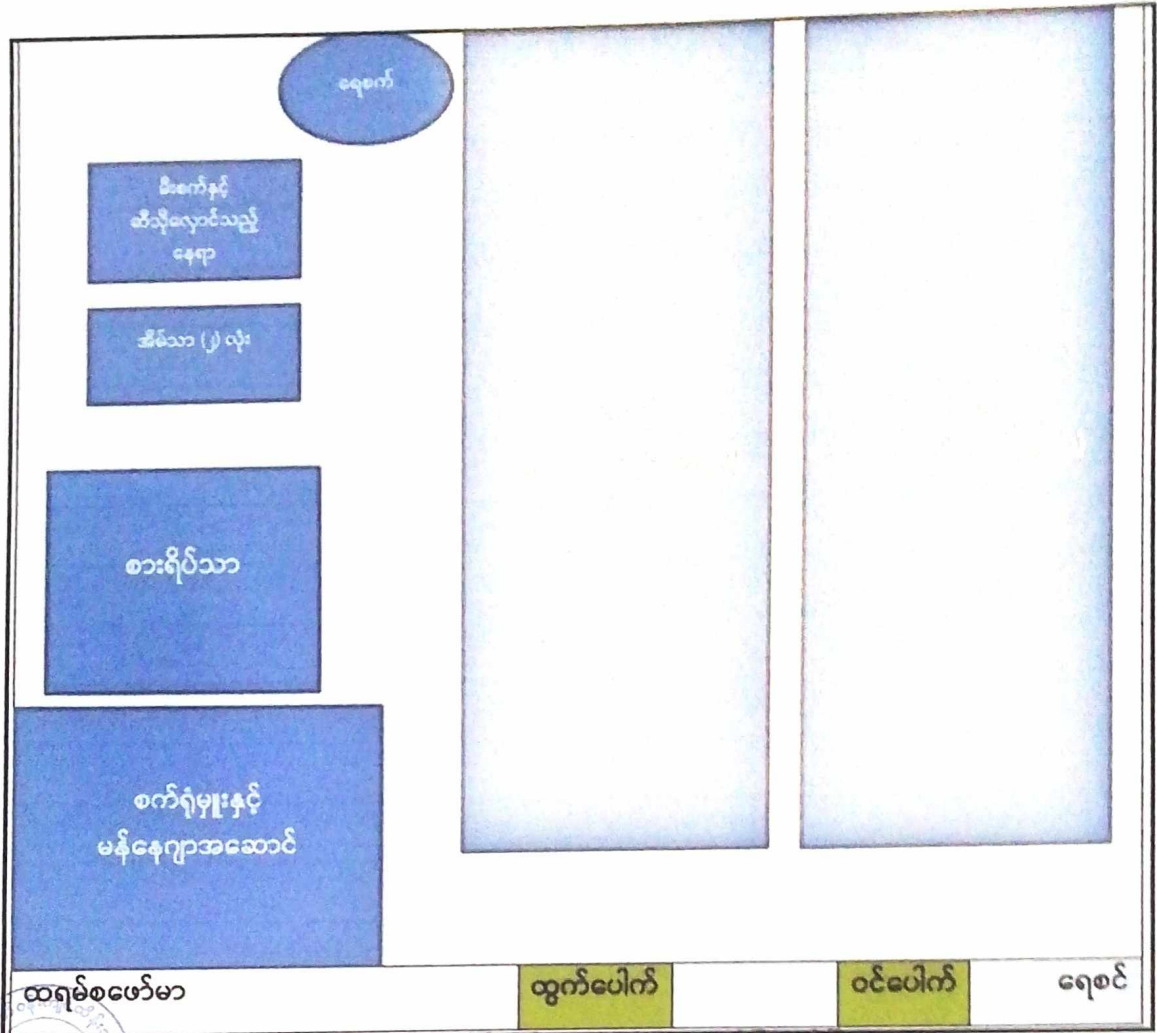 ရေစက်
မီးစက်နှင့်
ဆီသိုလှောင်သည့်
နေရာ
အိမ်သာ (၂) လုံး
စားရိပ်သာ
စက်ရုံမှူးနှင့်
မန်နေဂျာအဆောင်
ထရမ်စဖော်မာ ထွက်ပေါက် ဝင်ပေါက် ရေစင်